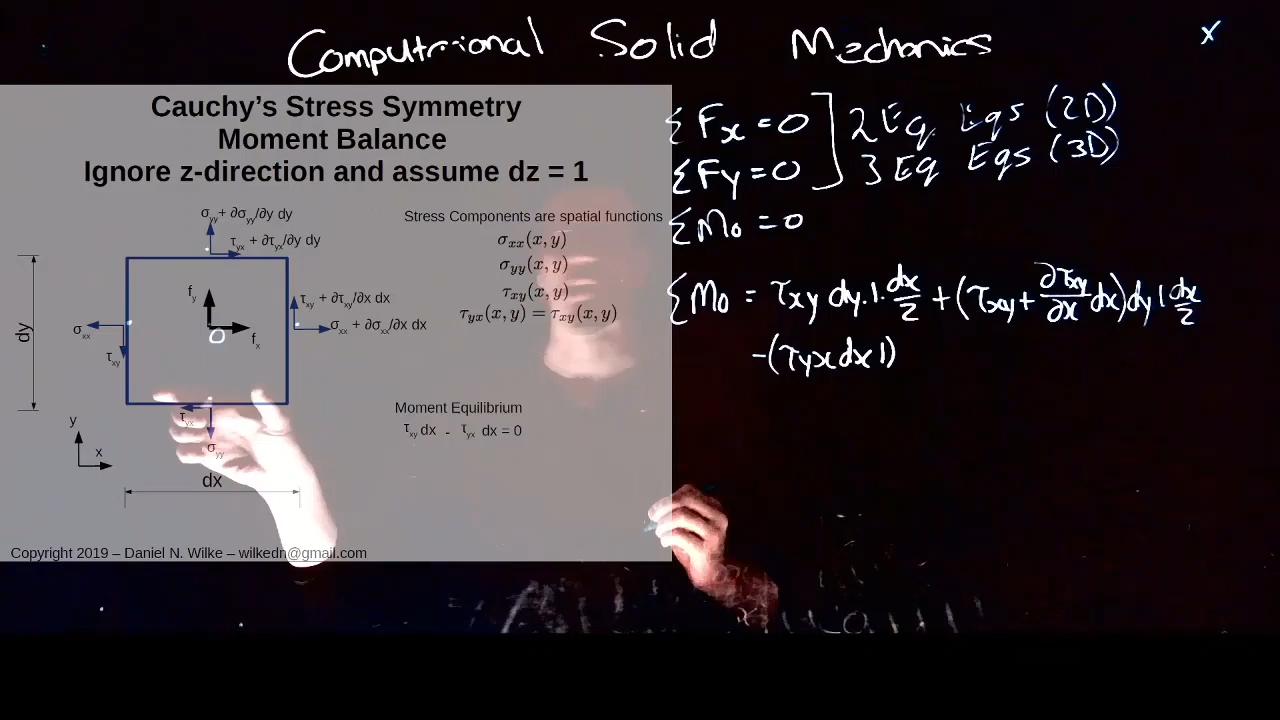 Computational Solid Mechanics x
Cauchy's Stress Symmetry
Moment Balance
Ignore z-direction and assume dz = 1
σyy + ∂σyy/∂y dy
τyx + ∂τyx/∂y dy
dy
fy
τxy + ∂τxy/∂x dx
σxx
σxx + ∂σxx/∂x dx
O
fx
τxy
τyx
y
σyy
x
dx
Stress Components are spatial functions
σxx(x, y)
σyy(x, y)
τxy(x, y)
τyx(x, y) = τxy(x, y)
Moment Equilibrium
τxy dx - τyx dx = 0
Copyright 2019 – Daniel N. Wilke – wilkedn@gmail.com
ΣFx = 0 ] 2 Eq Eqs (2D)
ΣFy = 0 ] 3 Eq Eqs (3D)
ΣMo = 0
ΣMo = τxy dy.1.dx/2 + (τxy + ∂τxy/∂x dx) dy 1 dx/2
-(τyx dx 1)